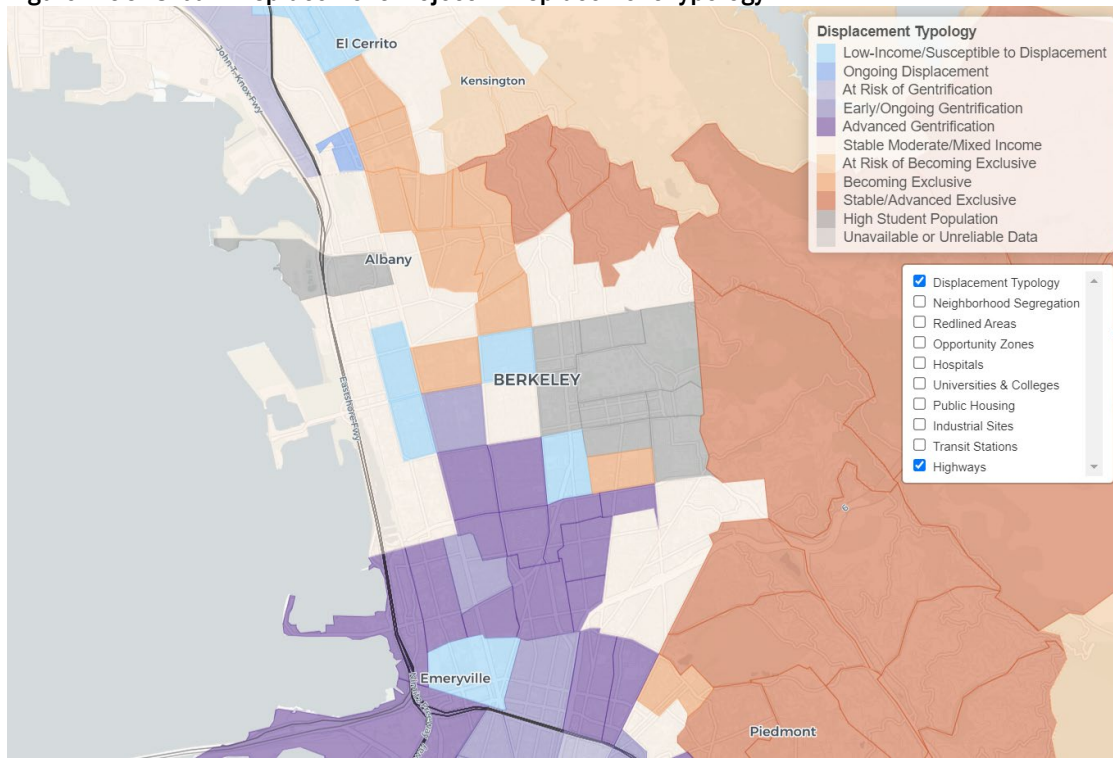 El Cerrito
Kensington
John T. Knox Fwy
Albany
BERKELEY
Eastshore Fwy
Emeryville
Piedmont
Displacement Typology
Low-Income/Susceptible to Displacement
Ongoing Displacement
At Risk of Gentrification
Early/Ongoing Gentrification
Advanced Gentrification
Stable Moderate/Mixed Income
At Risk of Becoming Exclusive
Becoming Exclusive
Stable/Advanced Exclusive
High Student Population
Unavailable or Unreliable Data
Displacement Typology
Neighborhood Segregation
Redlined Areas
Opportunity Zones
Hospitals
Universities & Colleges
Public Housing
Industrial Sites
Transit Stations
Highways